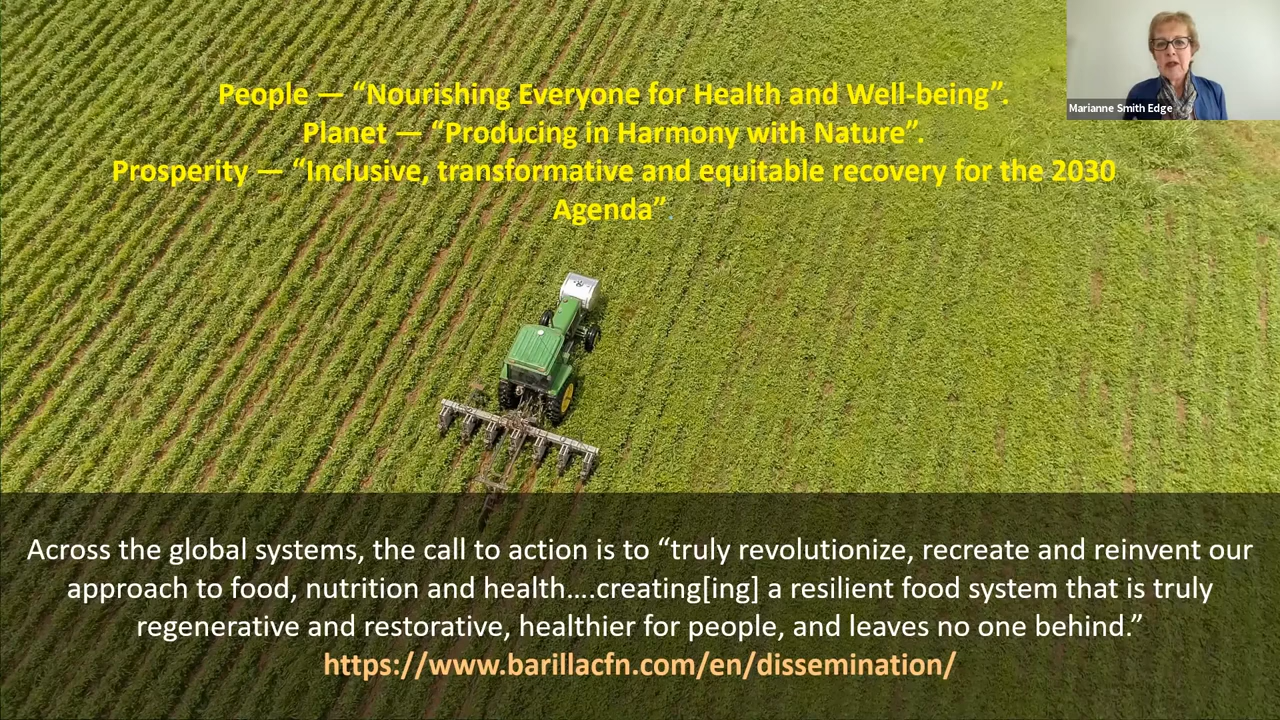 People — “Nourishing Everyone for Health and Well-being”.
Planet — “Producing in Harmony with Nature”.
Prosperity — “Inclusive, transformative and equitable recovery for the 2030
Agenda”.
Marianne Smith Edge
Across the global systems, the call to action is to “truly revolutionize, recreate and reinvent our
approach to food, nutrition and health….creating[ing] a resilient food system that is truly
regenerative and restorative, healthier for people, and leaves no one behind.”
https://www.barillacfn.com/en/dissemination/